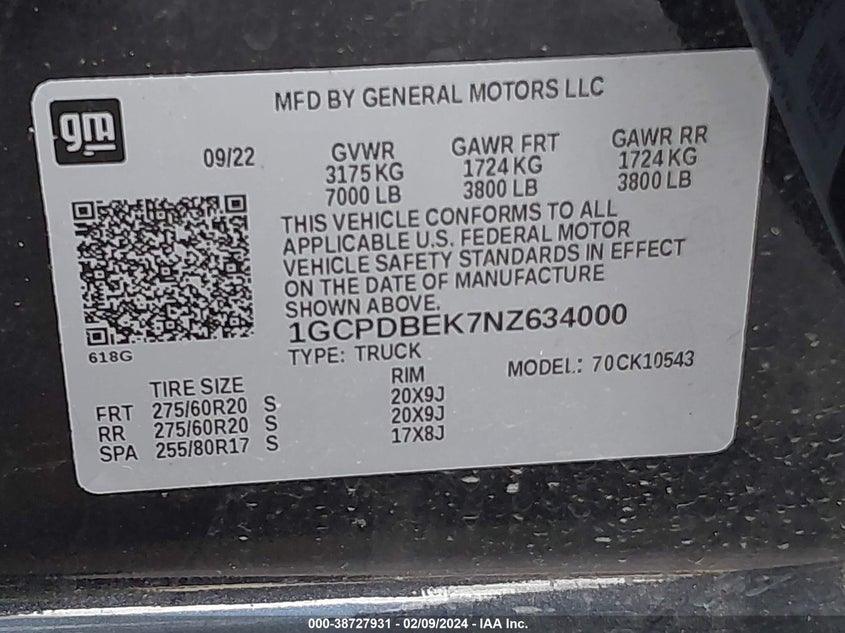 MFD BY GENERAL MOTORS LLC
gm
09/22
GVWR
3175 KG
7000 LB
GAWR FRT
1724 KG
3800 LB
GAWR RR
1724 KG
3800 LB
THIS VEHICLE CONFORMS TO ALL
APPLICABLE U.S. FEDERAL MOTOR
VEHICLE SAFETY STANDARDS IN EFFECT
ON THE DATE OF MANUFACTURE
SHOWN ABOVE.
1GCPDBEK7NZ634000
TYPE: TRUCK
MODEL: 70CK10543
618G
TIRE SIZE RIM
FRT 275/60R20 S 20X9J
RR 275/60R20 S 20X9J
SPA 255/80R17 S 17X8J
000-38727931 - 02/09/2024 - IAA Inc.